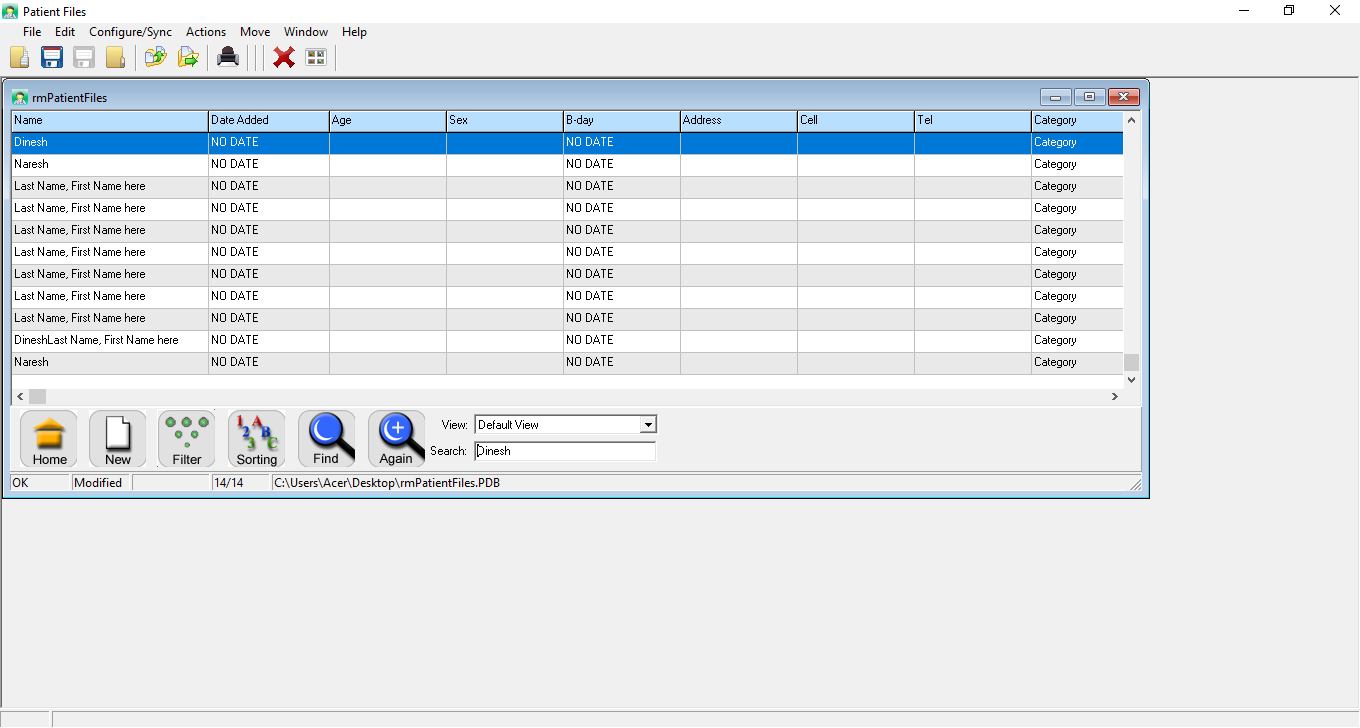 Patient Files
File Edit Configure/Sync Actions Move Window Help
rmPatientFiles
Name Date Added Age Sex B-day Address Cell Tel Category
Dinesh NO DATE NO DATE Category
Naresh NO DATE NO DATE Category
Last Name, First Name here NO DATE NO DATE Category
Last Name, First Name here NO DATE NO DATE Category
Last Name, First Name here NO DATE NO DATE Category
Last Name, First Name here NO DATE NO DATE Category
Last Name, First Name here NO DATE NO DATE Category
Last Name, First Name here NO DATE NO DATE Category
Last Name, First Name here NO DATE NO DATE Category
DineshLast Name, First Name here NO DATE NO DATE Category
Naresh NO DATE NO DATE Category
View: Default View
Search: Dinesh
Home New Filter Sorting Find Again
OK Modified 14/14 C:\Users\Acer\Desktop\rmPatientFiles.PDB